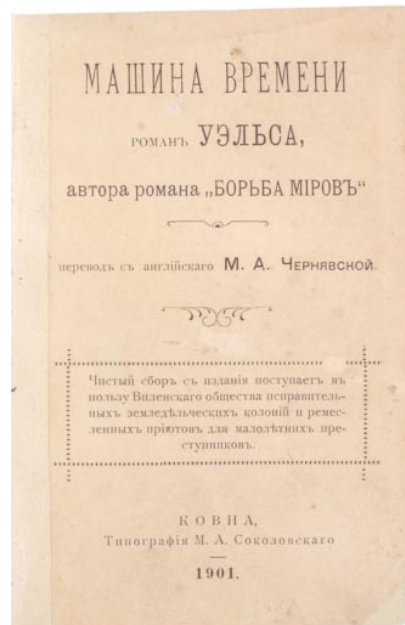 МАШИНА ВРЕМЕНИ
РОМАНЪ УЭЛЬСА,
автора романа „БОРЬБА МІРОВЪ“
переводъ съ англійскаго М. А. ЧЕРНЯВСКОЙ.
Чистый сборъ съ изданія поступаетъ въ
пользу Виленскаго общества исправитель-
ныхъ земледѣльческихъ колоній и ремес-
ленныхъ пріютовъ для малолѣтнихъ пре-
ступниковъ.
КОВНА,
Типографія М. А. Соколовскаго
1901.